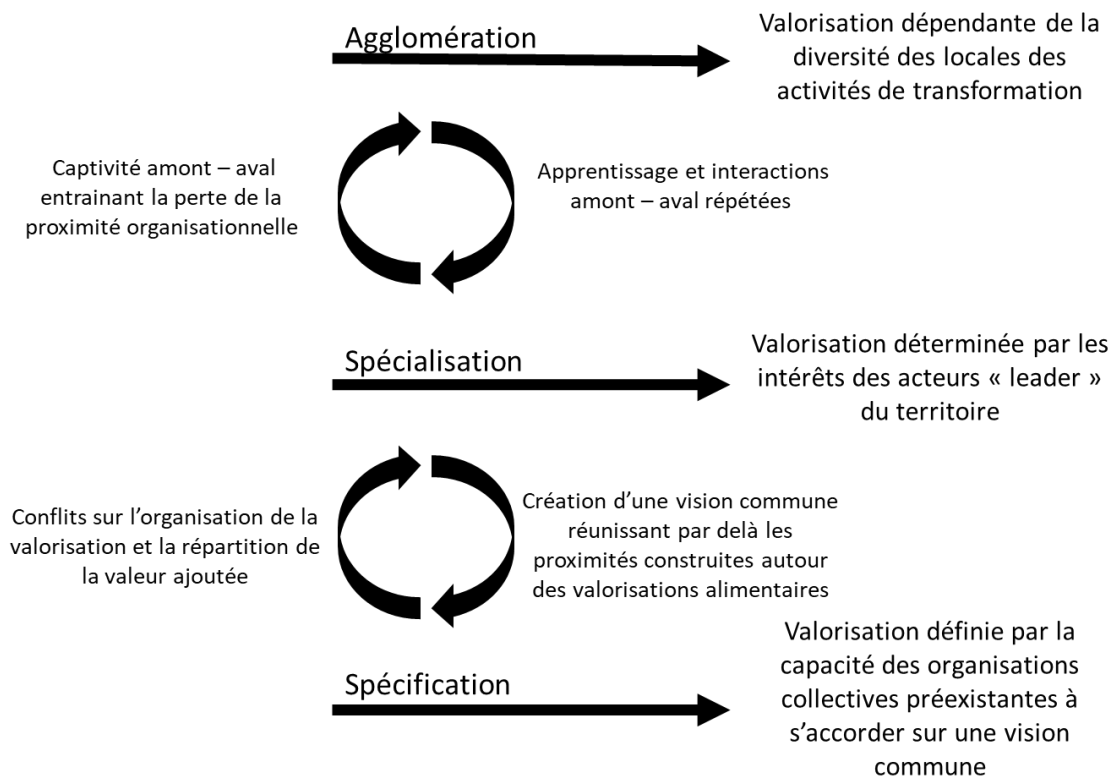 Agglomération
Valorisation dépendante de la
diversité des locales des
activités de transformation
Captivité amont – aval
entrainant la perte de la
proximité organisationnelle
Apprentissage et interactions
amont – aval répétées
Spécialisation
Valorisation déterminée par les
intérêts des acteurs « leader »
du territoire
Conflits sur l’organisation de la
valorisation et la répartition de
la valeur ajoutée
Création d’une vision commune
réunissant par delà les
proximités construites autour
des valorisations alimentaires
Spécification
Valorisation définie par la
capacité des organisations
collectives préexistantes à
s’accorder sur une vision
commune